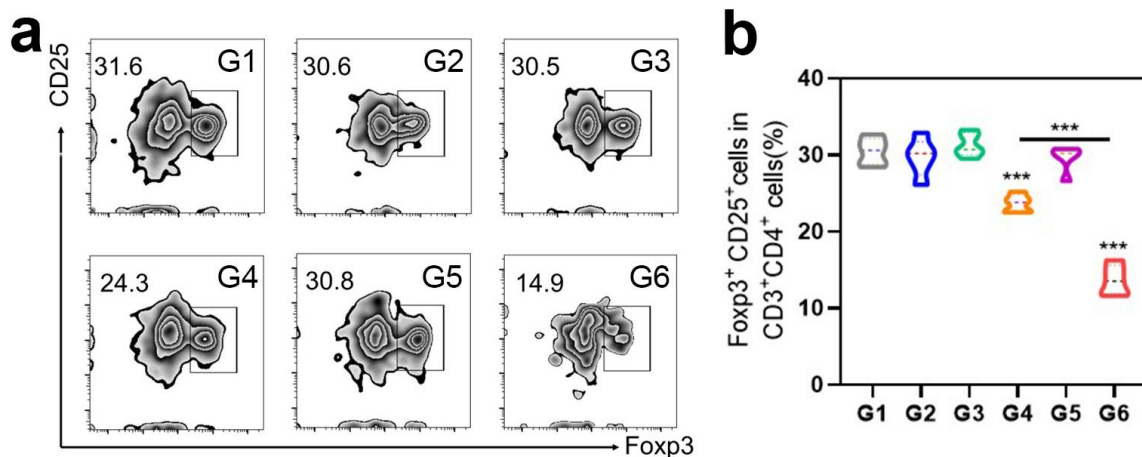 a
CD25
31.6 G1
30.6 G2
30.5 G3
24.3 G4
30.8 G5
14.9 G6
Foxp3
b
Foxp3⁺ CD25⁺cells in
CD3⁺CD4⁺ cells(%)
40
30
20
10
0
***
***
***
G1 G2 G3 G4 G5 G6